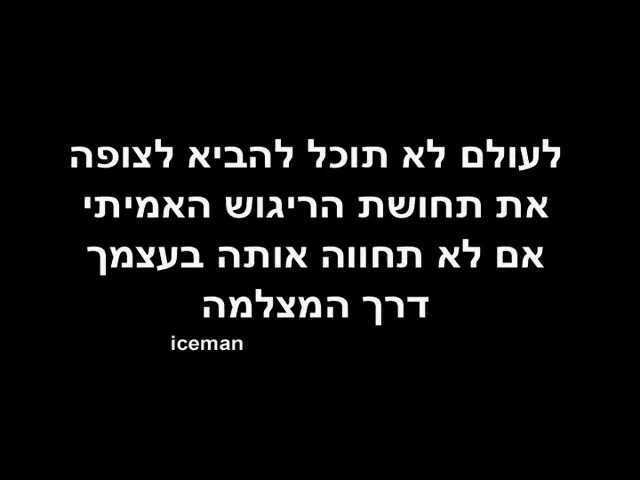 לעולם לא תוכל להביא לצופה
את תחושת הריגוש האמיתי
אם לא תחווה אותה בעצמך
דרך המצלמה
iceman